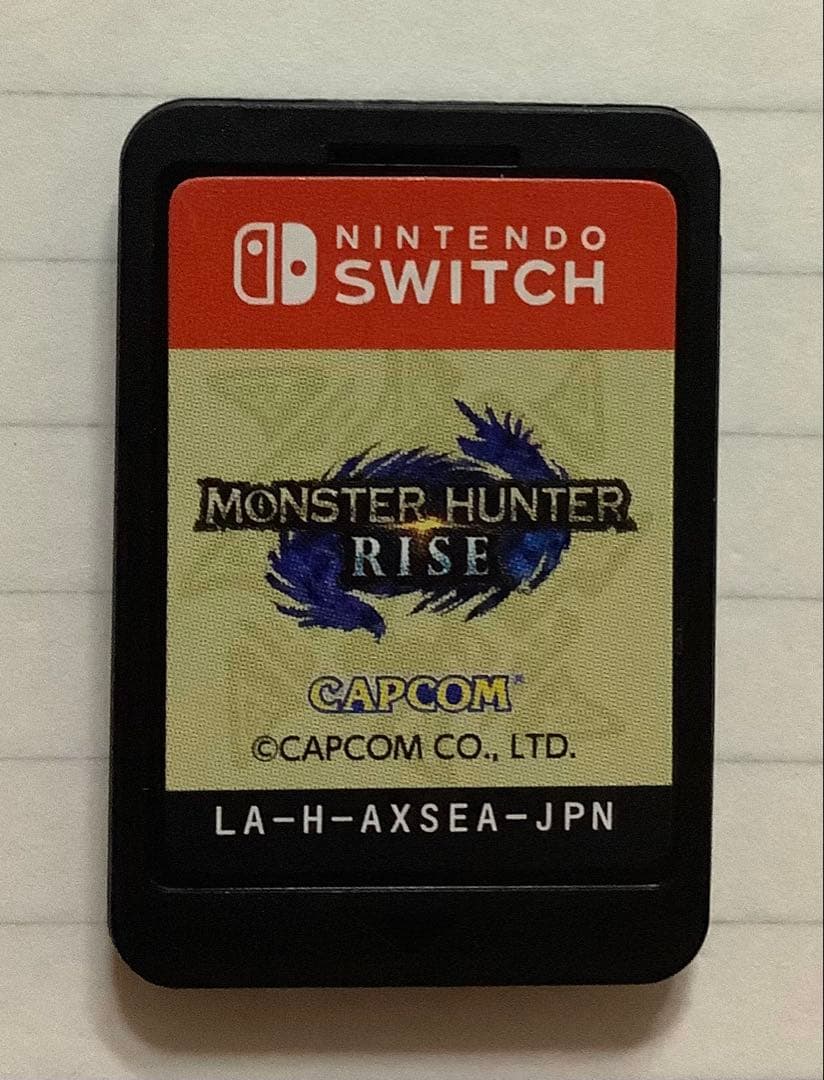 NINTENDO
SWITCH
MONSTER HUNTER
RISE
CAPCOM
©CAPCOM CO., LTD.
LA-H-AXSEA-JPN